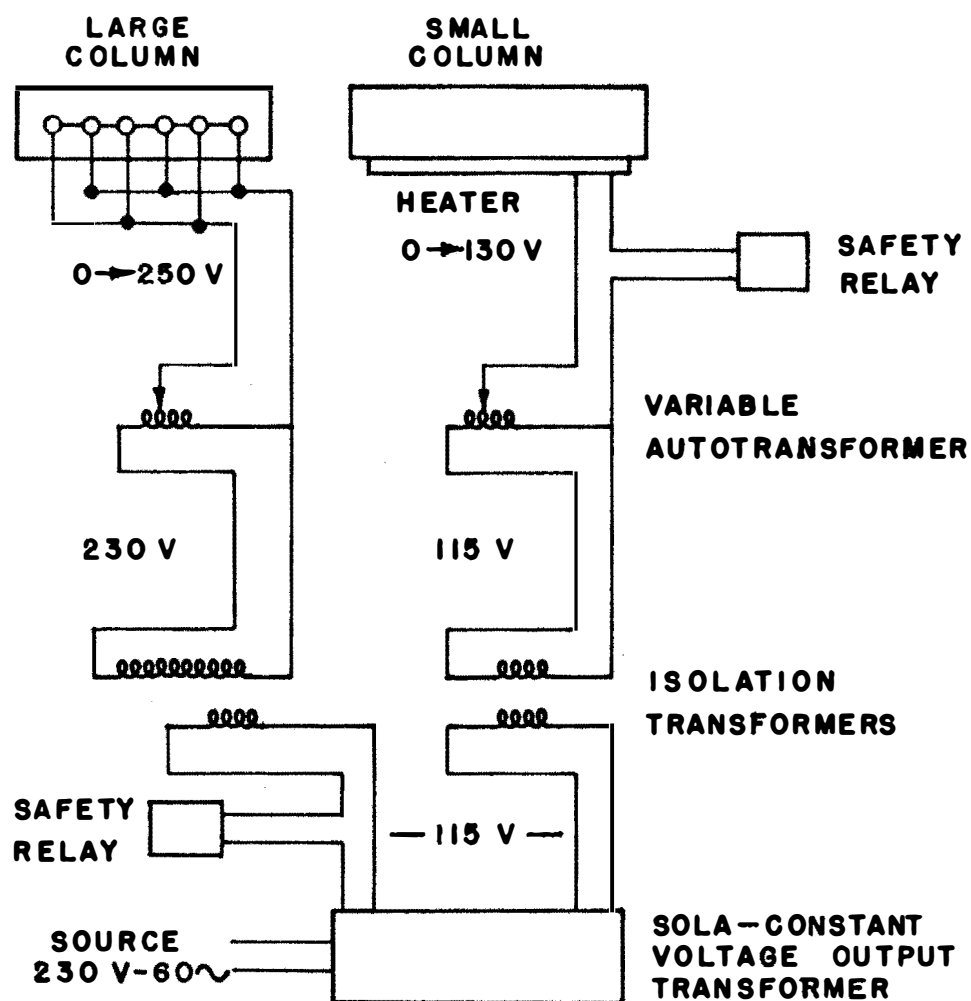 LARGE
COLUMN
SMALL
COLUMN
HEATER
0→250 V
0→130 V
SAFETY
RELAY
VARIABLE
AUTOTRANSFORMER
230 V
115 V
ISOLATION
TRANSFORMERS
SAFETY
RELAY
—115 V—
SOURCE
230 V-60∿
SOLA—CONSTANT
VOLTAGE OUTPUT
TRANSFORMER